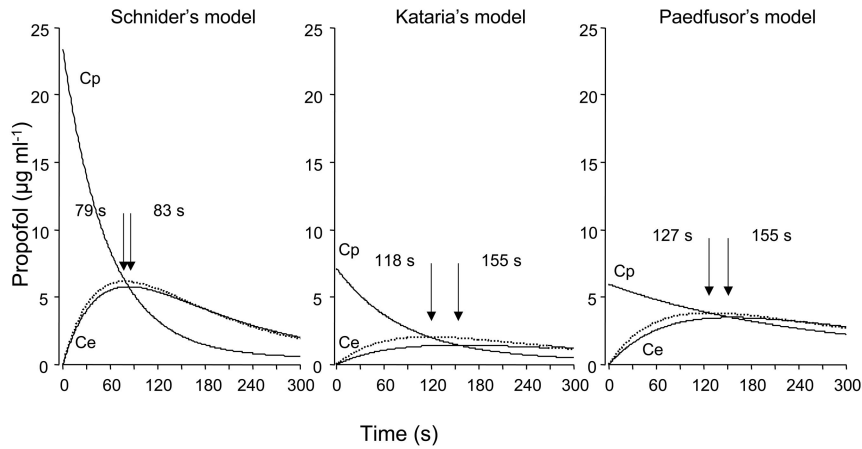 Schnider's model
Kataria's model
Paedfusor's model
Propofol (µg ml-1)
25
20
15
10
5
0
Cp
79 s
83 s
Ce
0 60 120 180 240 300
25
20
15
10
5
0
Cp
118 s
155 s
Ce
0 60 120 180 240 300
25
20
15
10
5
0
Cp
127 s
155 s
Ce
0 60 120 180 240 300
Time (s)